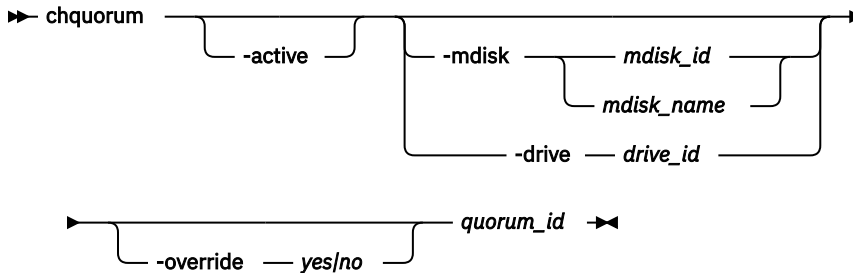 chquorum
-active -mdisk mdisk_id
mdisk_name
-drive drive_id
quorum_id
-override yes/no